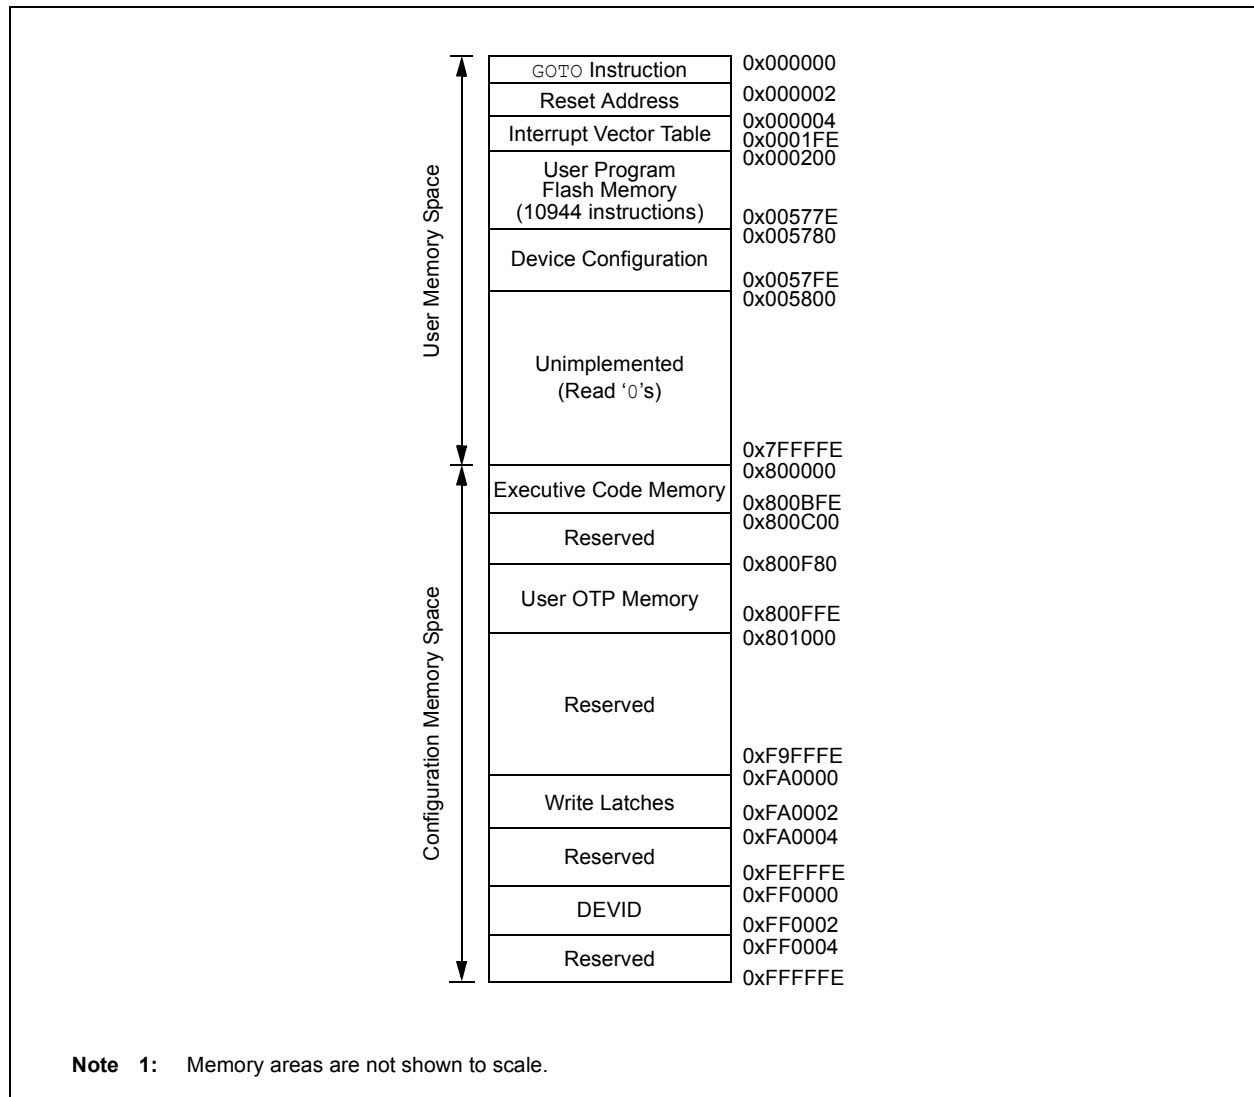 GOTO Instruction
0x000000
Reset Address
0x000002
Interrupt Vector Table
0x000004
0x0001FE
User Program
Flash Memory
(10944 instructions)
0x000200
0x00577E
Device Configuration
0x005780
0x0057FE
Unimplemented
(Read ‘0’s)
0x005800
0x7FFFFE
User Memory Space
Executive Code Memory
0x800000
0x800BFE
Reserved
0x800C00
User OTP Memory
0x800F80
0x800FFE
Reserved
0x801000
0xF9FFFE
Write Latches
0xFA0000
0xFA0002
Reserved
0xFA0004
0xFEFFFE
DEVID
0xFF0000
0xFF0002
Reserved
0xFF0004
0xFFFFFE
Configuration Memory Space
Note 1: Memory areas are not shown to scale.